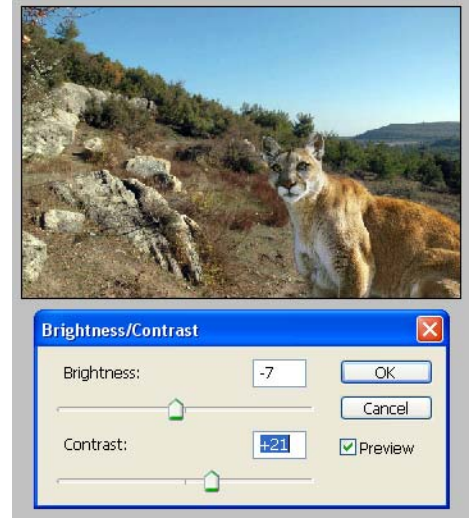 Brightness/Contrast
Brightness:
-7
OK
Cancel
Contrast:
+21
Preview